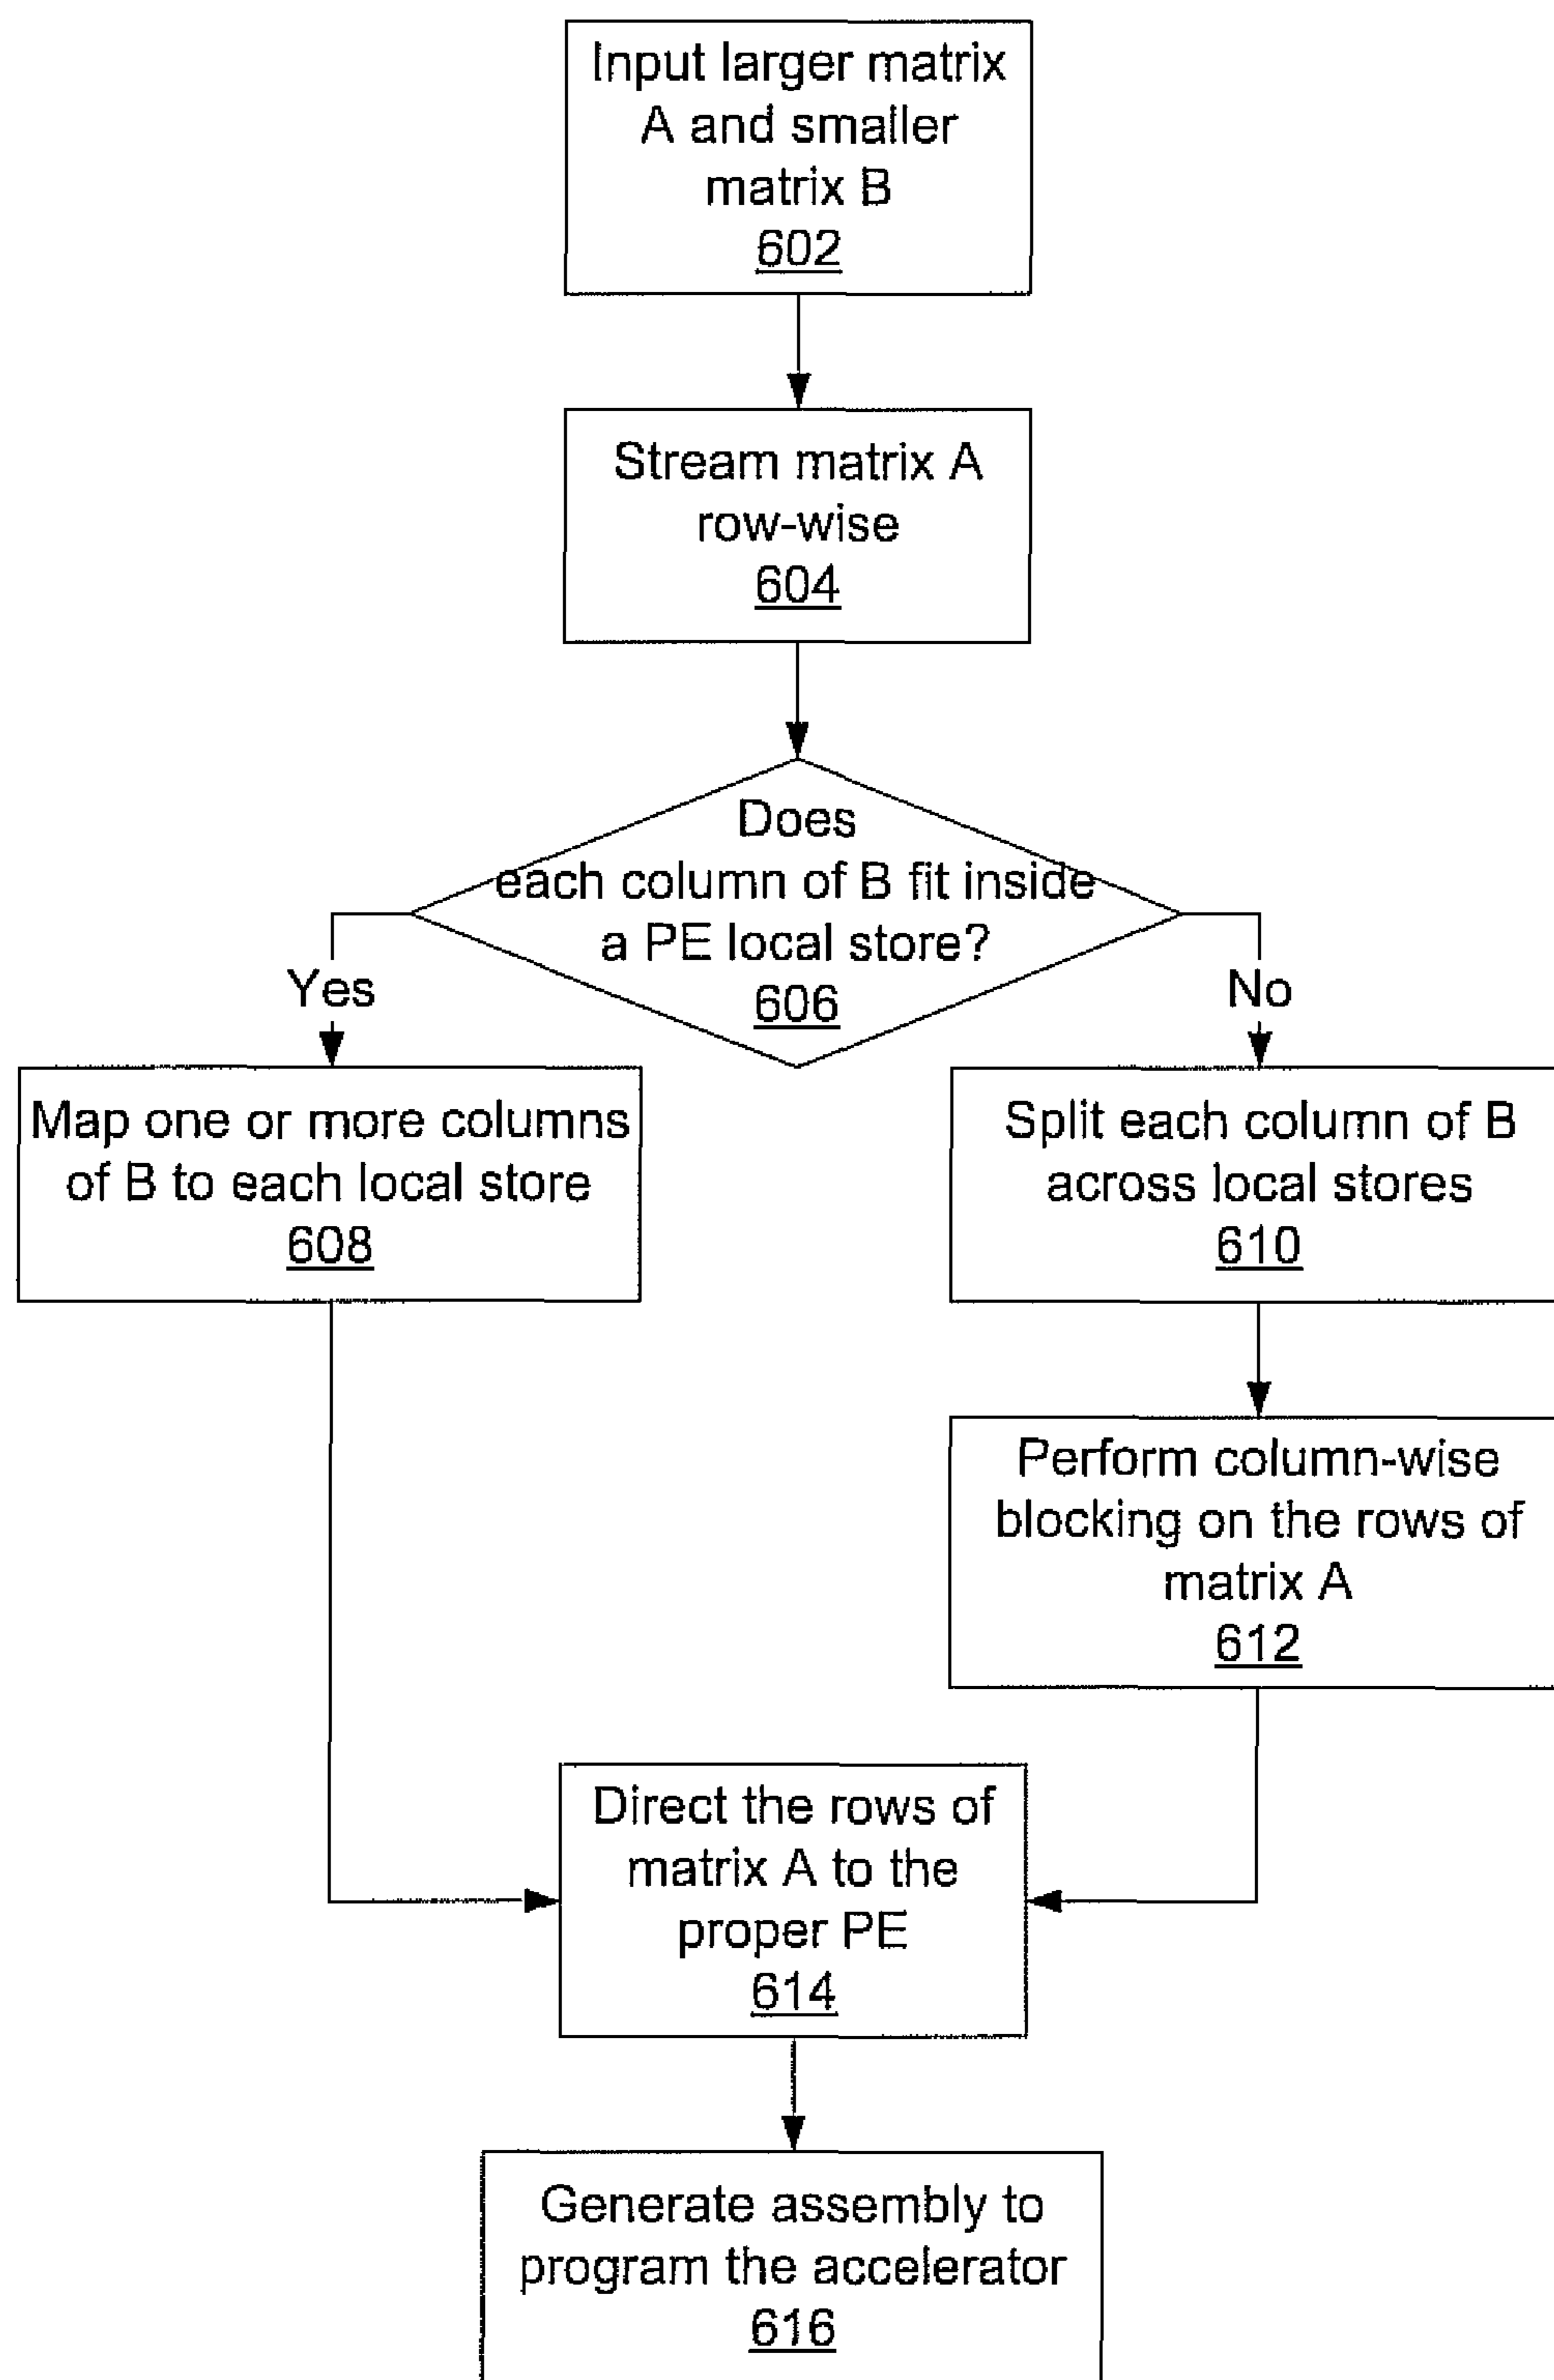 Input larger matrix
A and smaller
matrix B
602
Stream matrix A
row-wise
604
Does
each column of B fit inside
a PE local store?
606
Yes
No
Map one or more columns
of B to each local store
608
Split each column of B
across local stores
610
Perform column-wise
blocking on the rows of
matrix A
612
Direct the rows of
matrix A to the
proper PE
614
Generate assembly to
program the accelerator
616